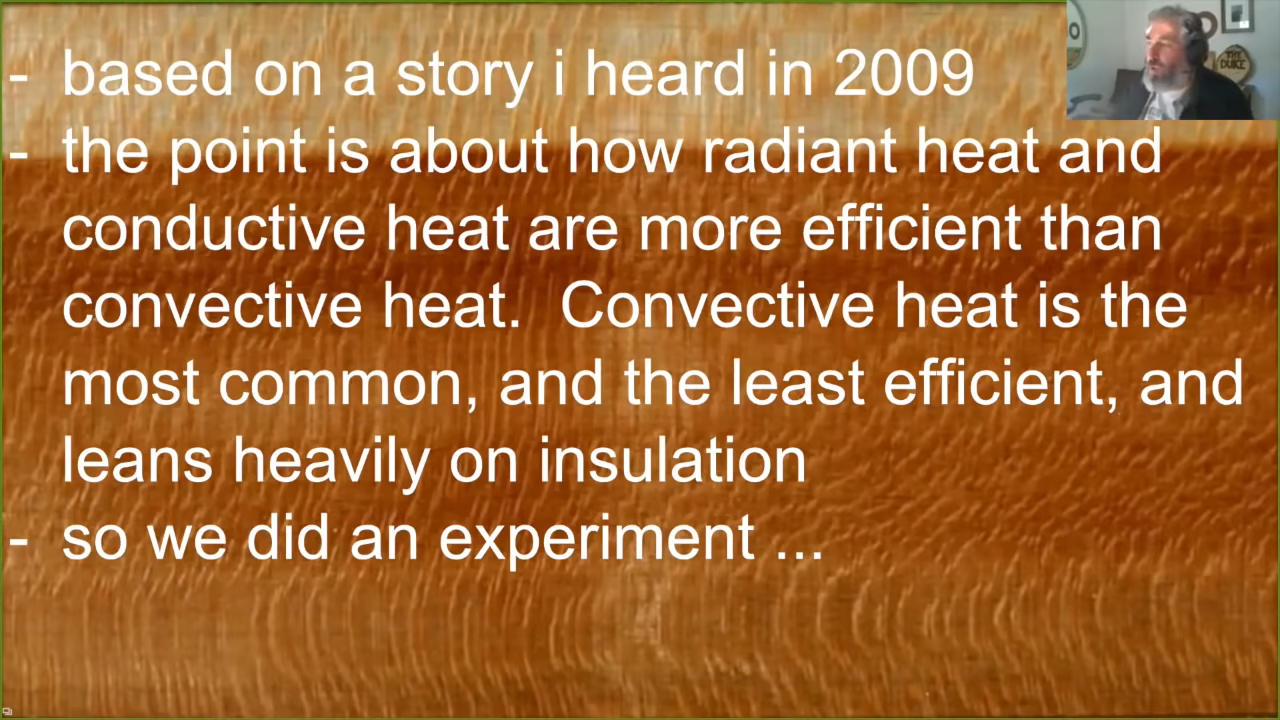 - based on a story i heard in 2009
- the point is about how radiant heat and
conductive heat are more efficient than
convective heat. Convective heat is the
most common, and the least efficient, and
leans heavily on insulation
- so we did an experiment ...
THE
DUKE